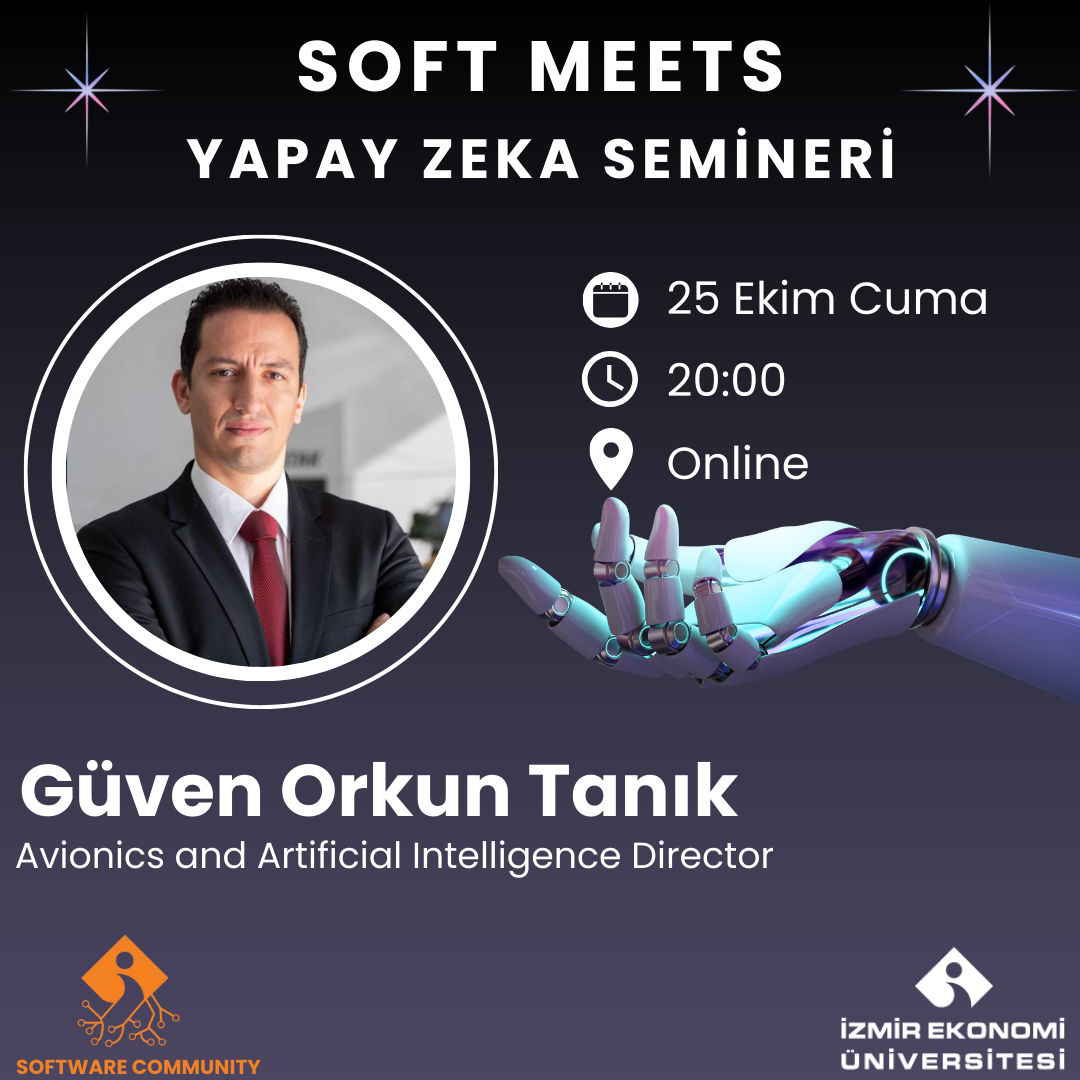 SOFT MEETS
YAPAY ZEKA SEMİNERİ
25 Ekim Cuma
20:00
Online
Güven Orkun Tanık
Avionics and Artificial Intelligence Director
SOFTWARE COMMUNITY
İZMİR EKONOMİ
ÜNİVERSİTESİ